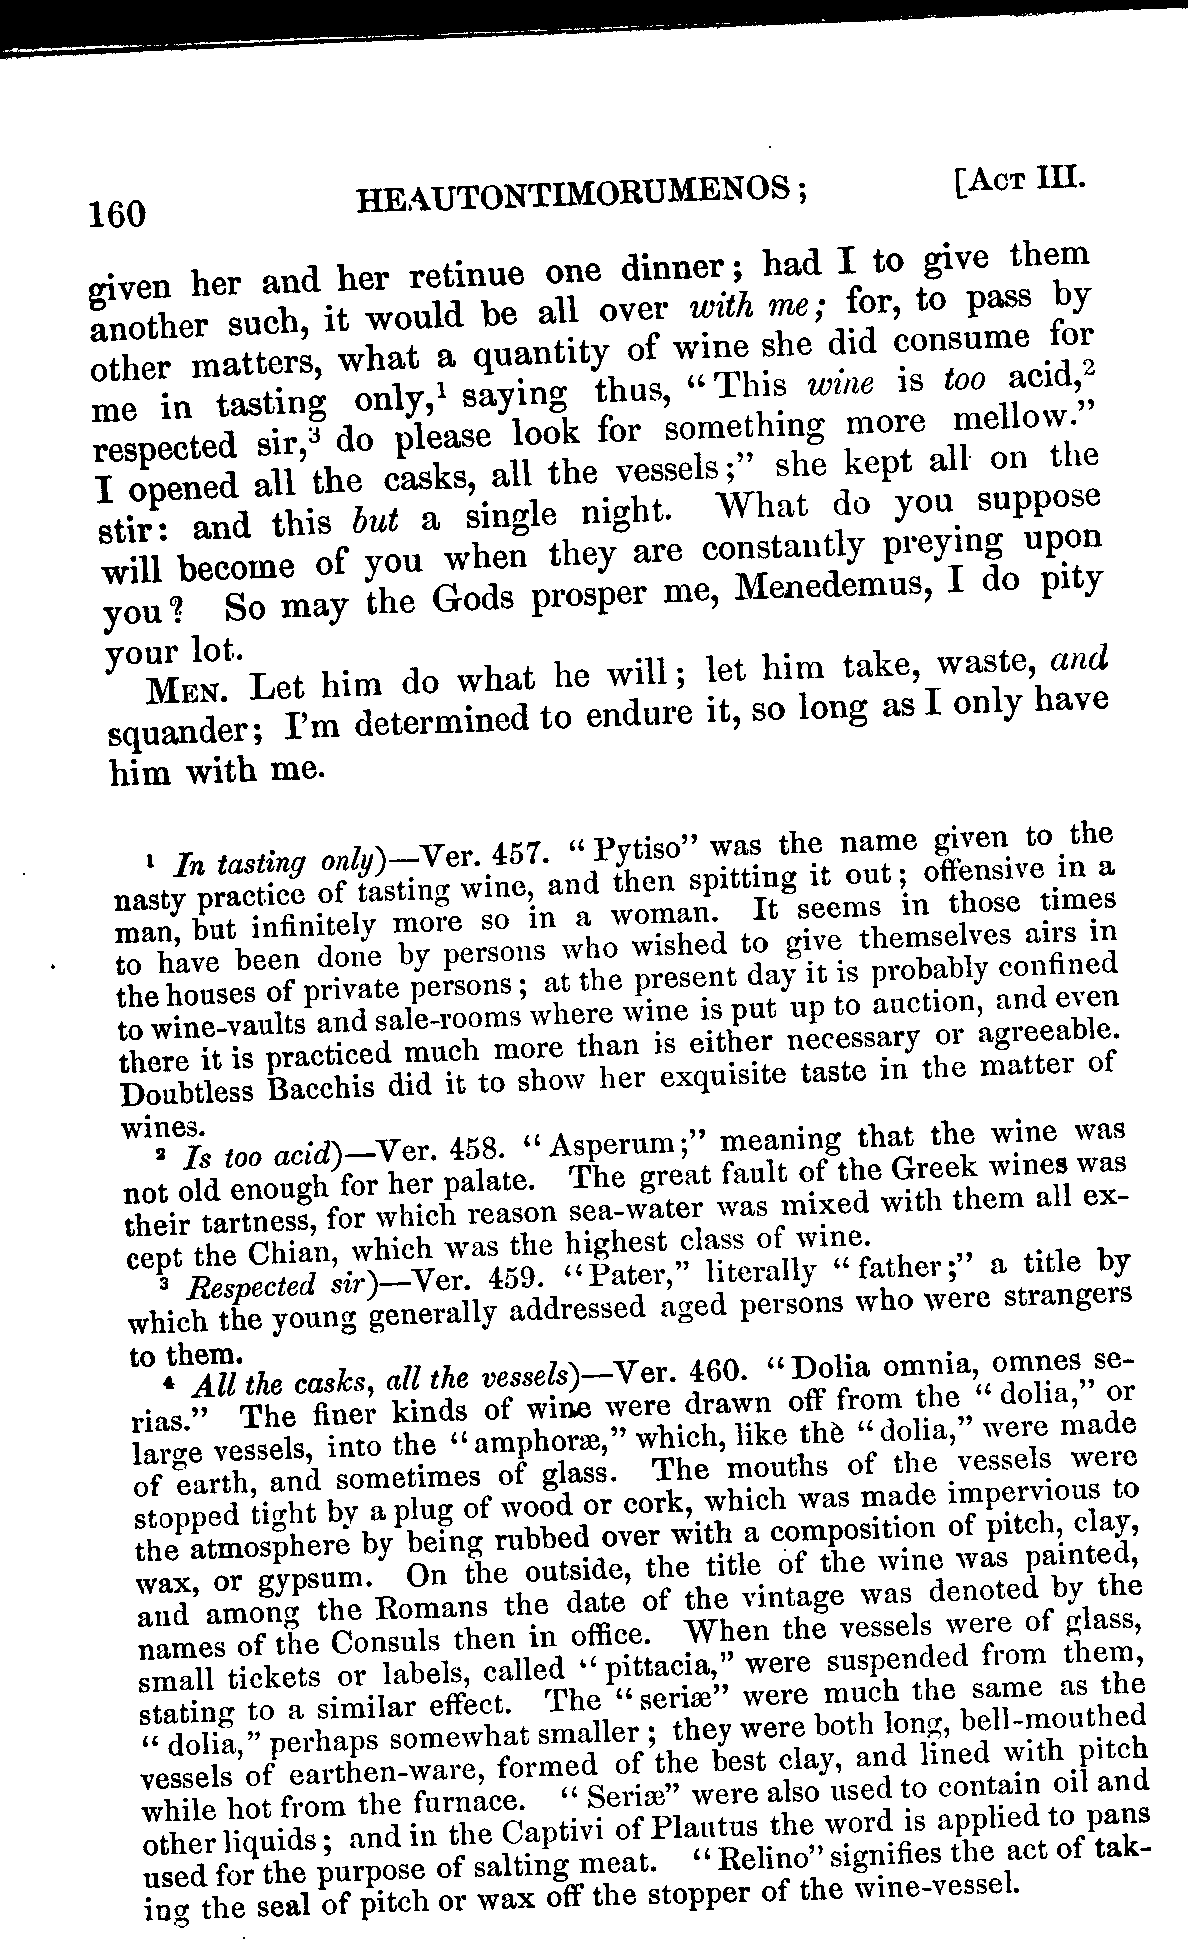 160 HEAUTONTIMORUMENOS; [ACT III.
given her and her retinue one dinner; had I to give them
another such, it would be all over with me; for, to pass by
other matters, what a quantity of wine she did consume for
me in tasting only,¹ saying thus, “This wine is too acid,²
respected sir,³ do please look for something more mellow.”
I opened all the casks, all the vessels;” she kept all on the
stir: and this but a single night. What do you suppose
will become of you when they are constantly preying upon
you? So may the Gods prosper me, Menedemus, I do pity
your lot.
MEN. Let him do what he will; let him take, waste, and
squander; I'm determined to endure it, so long as I only have
him with me.
¹ In tasting only)—Ver. 457. “Pytiso” was the name given to the
nasty practice of tasting wine, and then spitting it out; offensive in a
man, but infinitely more so in a woman. It seems in those times
to have been done by persons who wished to give themselves airs in
the houses of private persons; at the present day it is probably confined
to wine-vaults and sale-rooms where wine is put up to auction, and even
there it is practiced much more than is either necessary or agreeable.
Doubtless Bacchis did it to show her exquisite taste in the matter of
wines.
² Is too acid)—Ver. 458. “Asperum;” meaning that the wine was
not old enough for her palate. The great fault of the Greek wines was
their tartness, for which reason sea-water was mixed with them all ex-
cept the Chian, which was the highest class of wine.
³ Respected sir)—Ver. 459. “Pater,” literally “father;” a title by
which the young generally addressed aged persons who were strangers
to them.
⁴ All the casks, all the vessels)—Ver. 460. “Dolia omnia, omnes se-
rias.” The finer kinds of wine were drawn off from the “dolia,” or
large vessels, into the “amphoræ,” which, like the “dolia,” were made
of earth, and sometimes of glass. The mouths of the vessels were
stopped tight by a plug of wood or cork, which was made impervious to
the atmosphere by being rubbed over with a composition of pitch, clay,
wax, or gypsum. On the outside, the title of the wine was painted,
and among the Romans the date of the vintage was denoted by the
names of the Consuls then in office. When the vessels were of glass,
small tickets or labels, called “pittacia,” were suspended from them,
stating to a similar effect. The “seriæ” were much the same as the
“dolia,” perhaps somewhat smaller; they were both long, bell-mouthed
vessels of earthen-ware, formed of the best clay, and lined with pitch
while hot from the furnace. “Seriæ” were also used to contain oil and
other liquids; and in the Captivi of Plautus the word is applied to pans
used for the purpose of salting meat. “Relino” signifies the act of tak-
ing the seal of pitch or wax off the stopper of the wine-vessel.